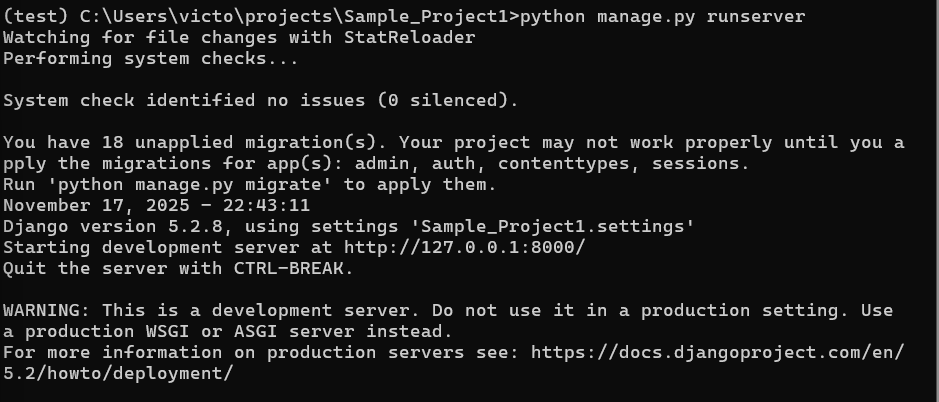 (test) C:\Users\victo\projects\Sample_Project1>python manage.py runserver
Watching for file changes with StatReloader
Performing system checks...
System check identified no issues (0 silenced).
You have 18 unapplied migration(s). Your project may not work properly until you a
pply the migrations for app(s): admin, auth, contenttypes, sessions.
Run 'python manage.py migrate' to apply them.
November 17, 2025 - 22:43:11
Django version 5.2.8, using settings 'Sample_Project1.settings'
Starting development server at http://127.0.0.1:8000/
Quit the server with CTRL-BREAK.
WARNING: This is a development server. Do not use it in a production setting. Use
a production WSGI or ASGI server instead.
For more information on production servers see: https://docs.djangoproject.com/en/
5.2/howto/deployment/